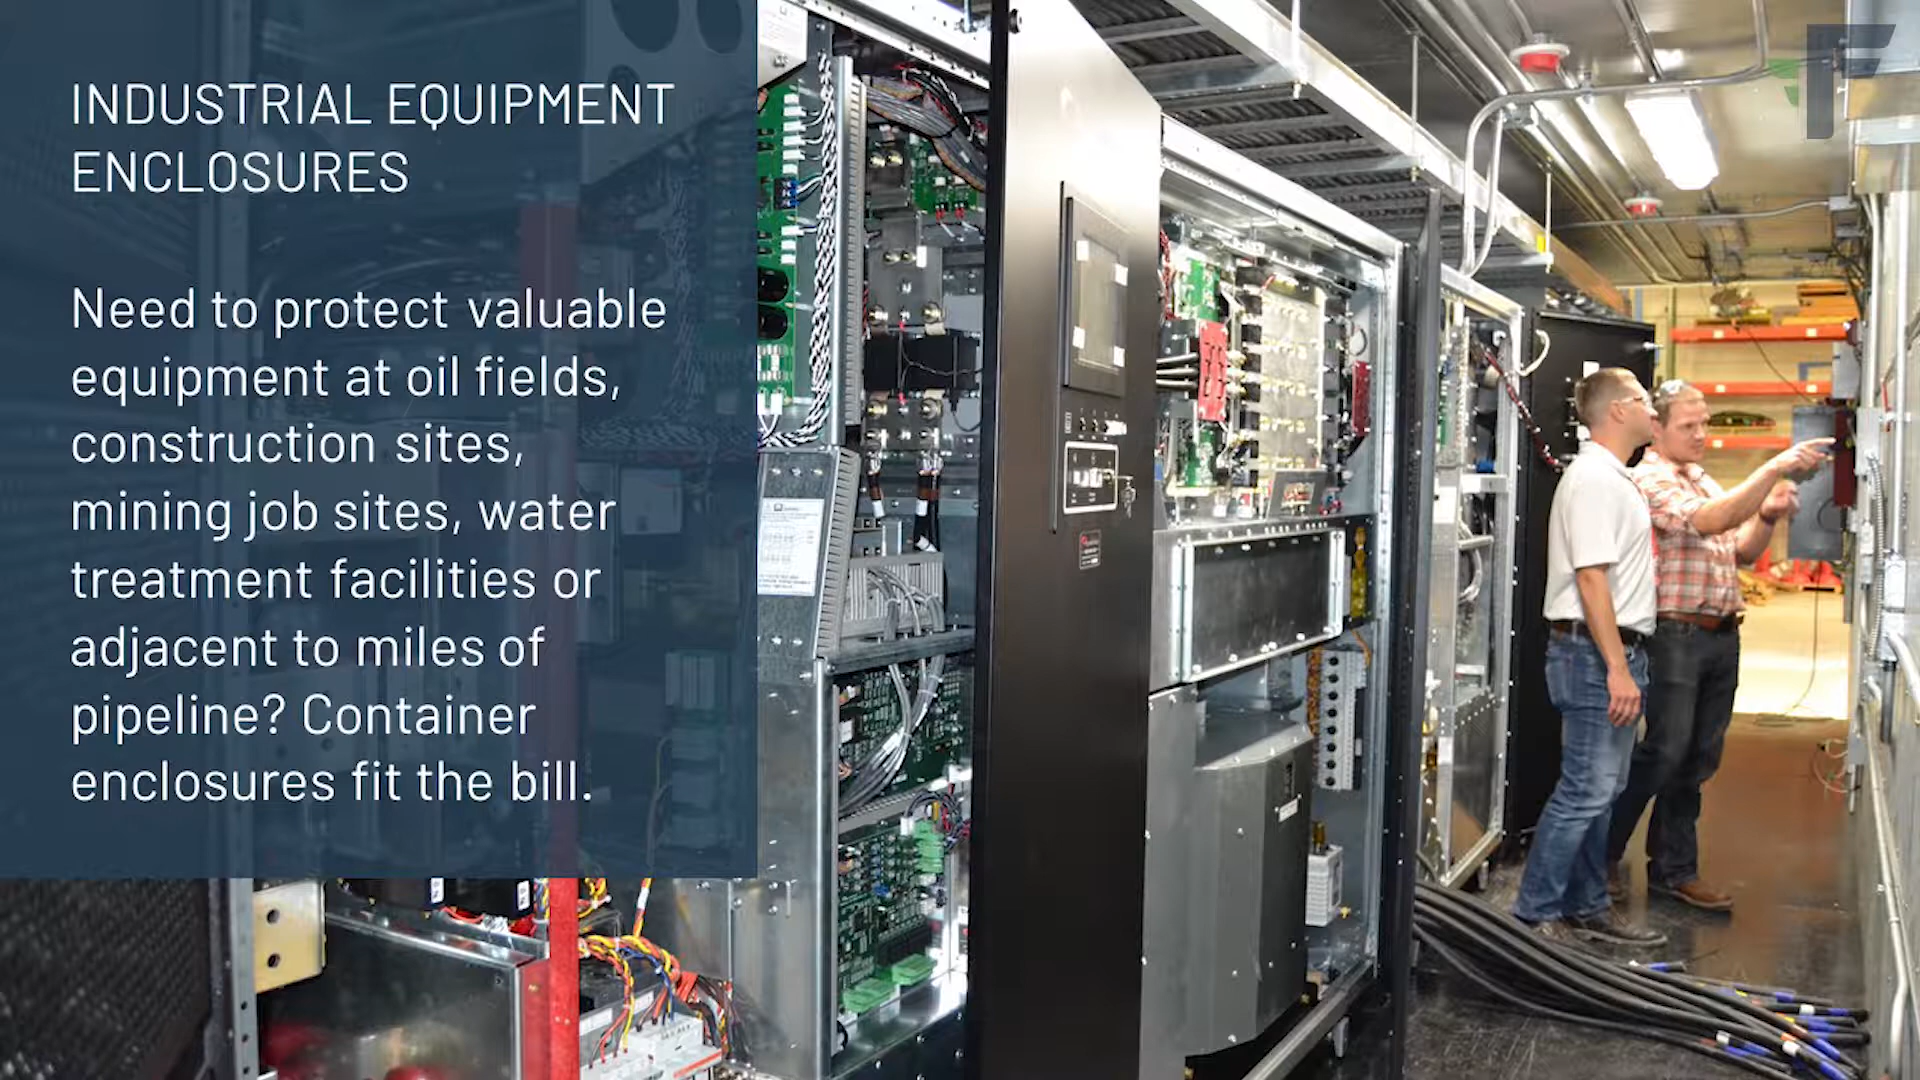 INDUSTRIAL EQUIPMENT
ENCLOSURES
Need to protect valuable
equipment at oil fields,
construction sites,
mining job sites, water
treatment facilities or
adjacent to miles of
pipeline? Container
enclosures fit the bill.